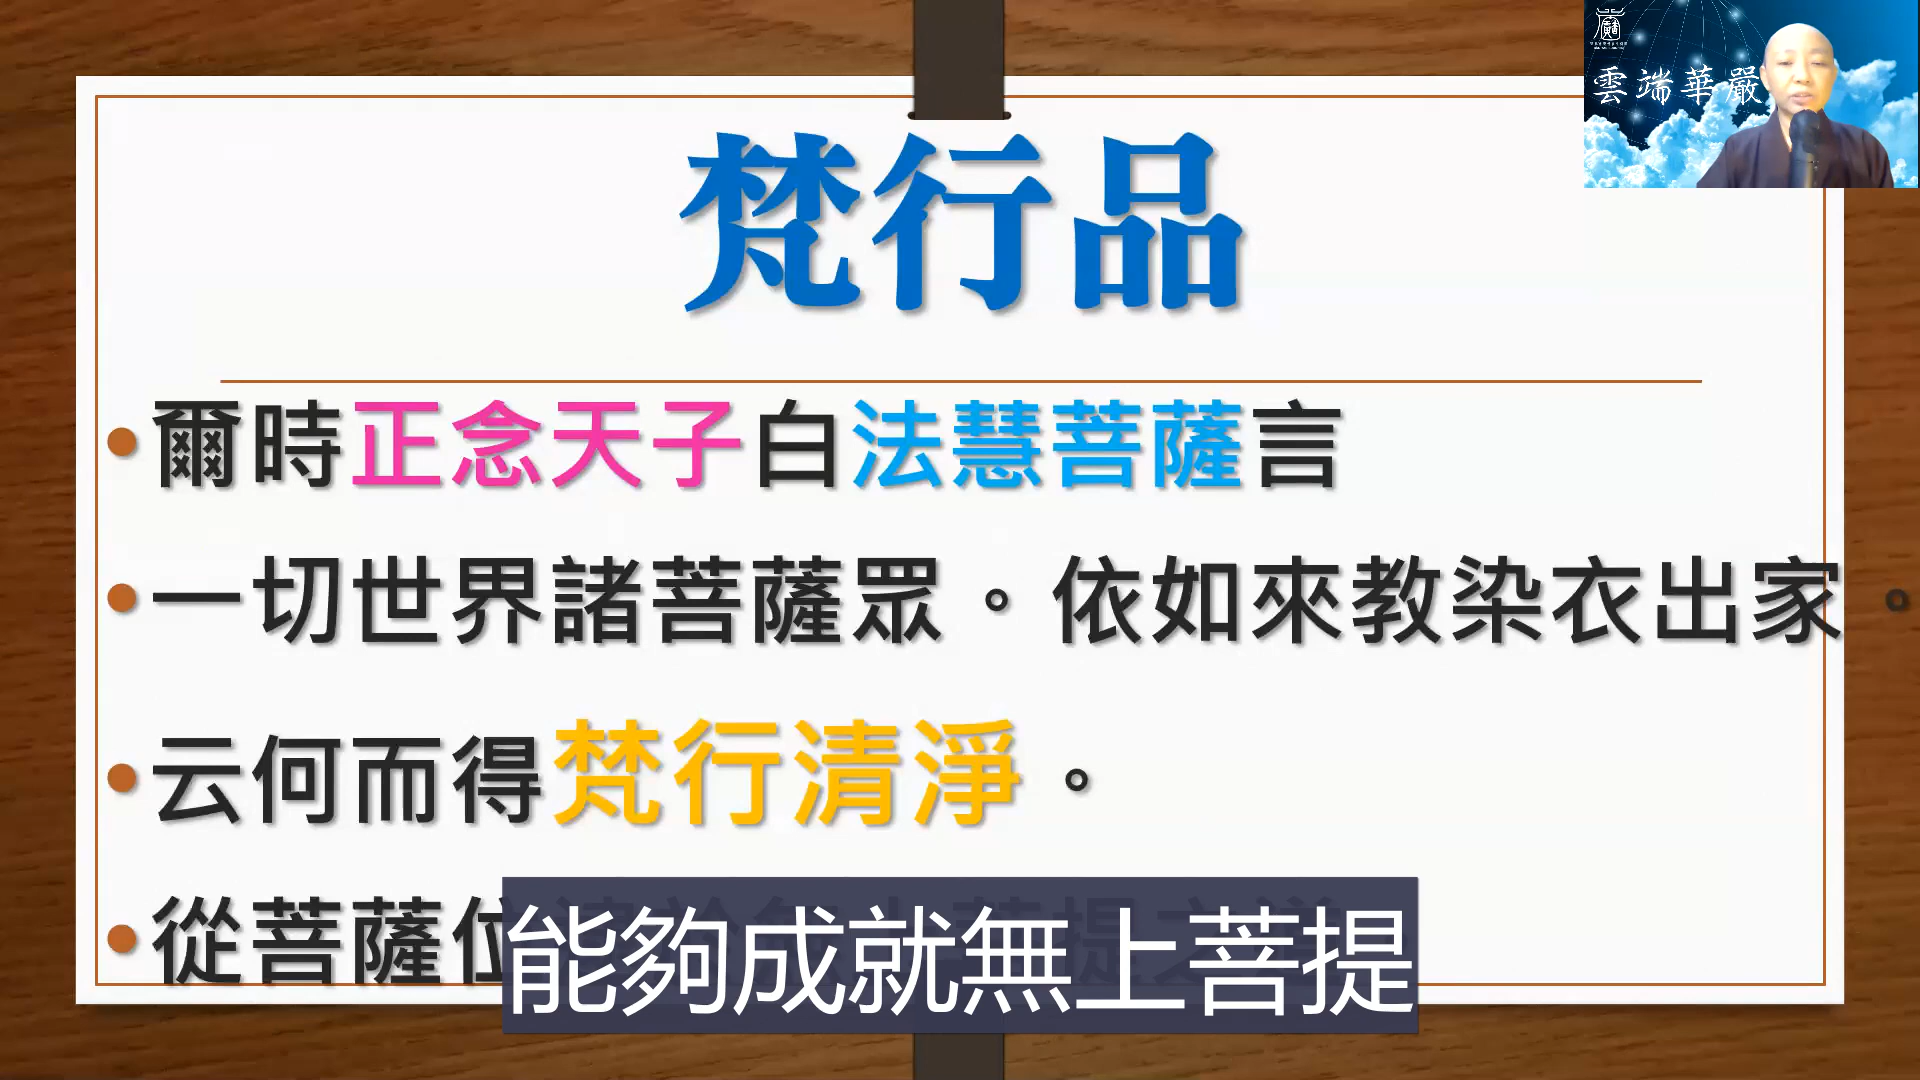 雲端華嚴
梵行品
爾時正念天子白法慧菩薩言
一切世界諸菩薩眾。依如來教染衣出家。
云何而得梵行清淨。
從菩薩位
能夠成就無上菩提